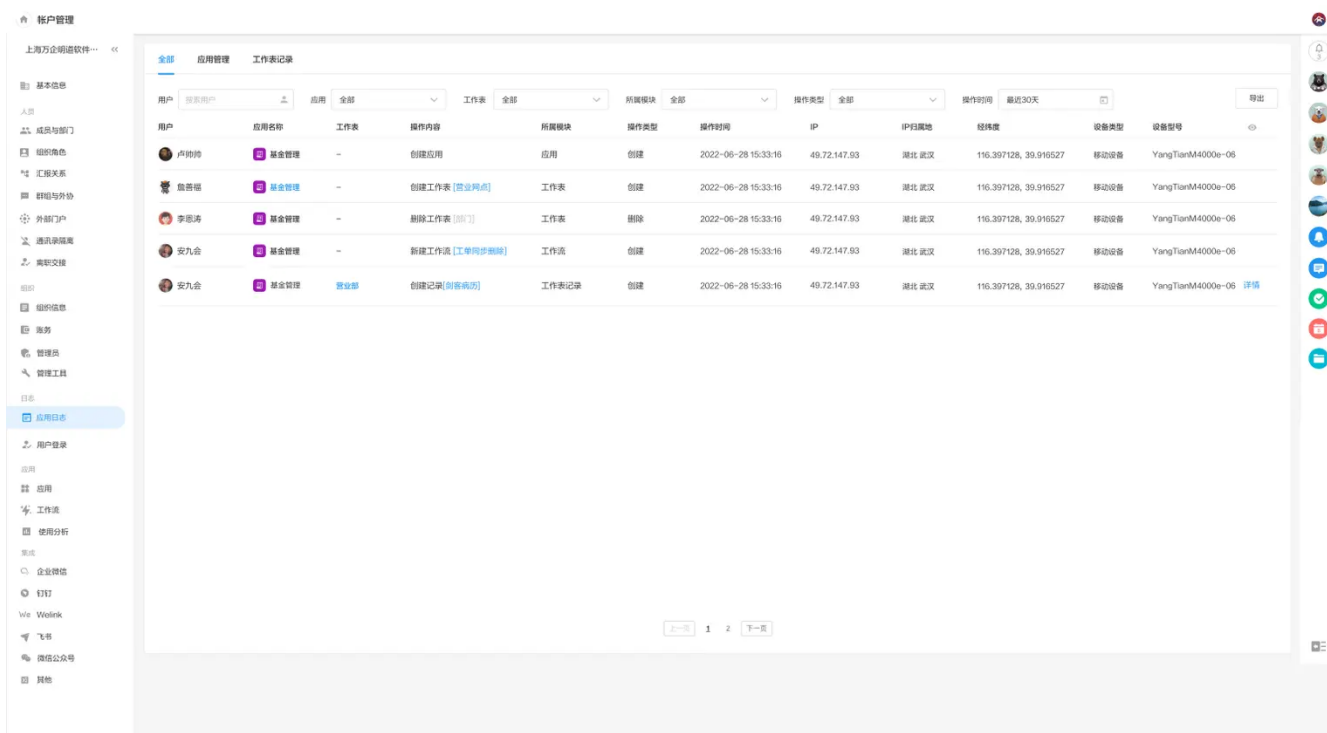 帐户管理
上海万企明道软件…
基本信息
人员
成员与部门
组织角色
汇报关系
群组与外协
外部门户
通讯录隔离
离职交接
组织
组织信息
账务
管理员
管理工具
日志
应用日志
用户登录
应用
应用
工作流
使用分析
集成
企业微信
钉钉
We Welink
飞书
微信公众号
其他
全部 应用管理 工作表记录
用户 搜索用户 应用 全部 工作表 全部 所属模块 全部 操作类型 全部 操作时间 最近30天 导出
用户 应用名称 工作表 操作内容 所属模块 操作类型 操作时间 IP IP归属地 经纬度 设备类型 设备型号
卢帅帅 基金管理 - 创建应用 应用 创建 2022-06-28 15:33:16 49.72.147.93 湖北 武汉 116.397128, 39.916527 移动设备 YangTianM4000e-06
詹善福 基金管理 - 创建工作表 [营业网点] 工作表 创建 2022-06-28 15:33:16 49.72.147.93 湖北 武汉 116.397128, 39.916527 移动设备 YangTianM4000e-06
李恩涛 基金管理 - 删除工作表 [部门] 工作表 删除 2022-06-28 15:33:16 49.72.147.93 湖北 武汉 116.397128, 39.916527 移动设备 YangTianM4000e-06
安九会 基金管理 - 新建工作流 [工单同步删除] 工作流 创建 2022-06-28 15:33:16 49.72.147.93 湖北 武汉 116.397128, 39.916527 移动设备 YangTianM4000e-06
安九会 基金管理 营业部 创建记录[剑客病历] 工作表记录 创建 2022-06-28 15:33:16 49.72.147.93 湖北 武汉 116.397128, 39.916527 移动设备 YangTianM4000e-06 详情
上一页 1 2 下一页
3